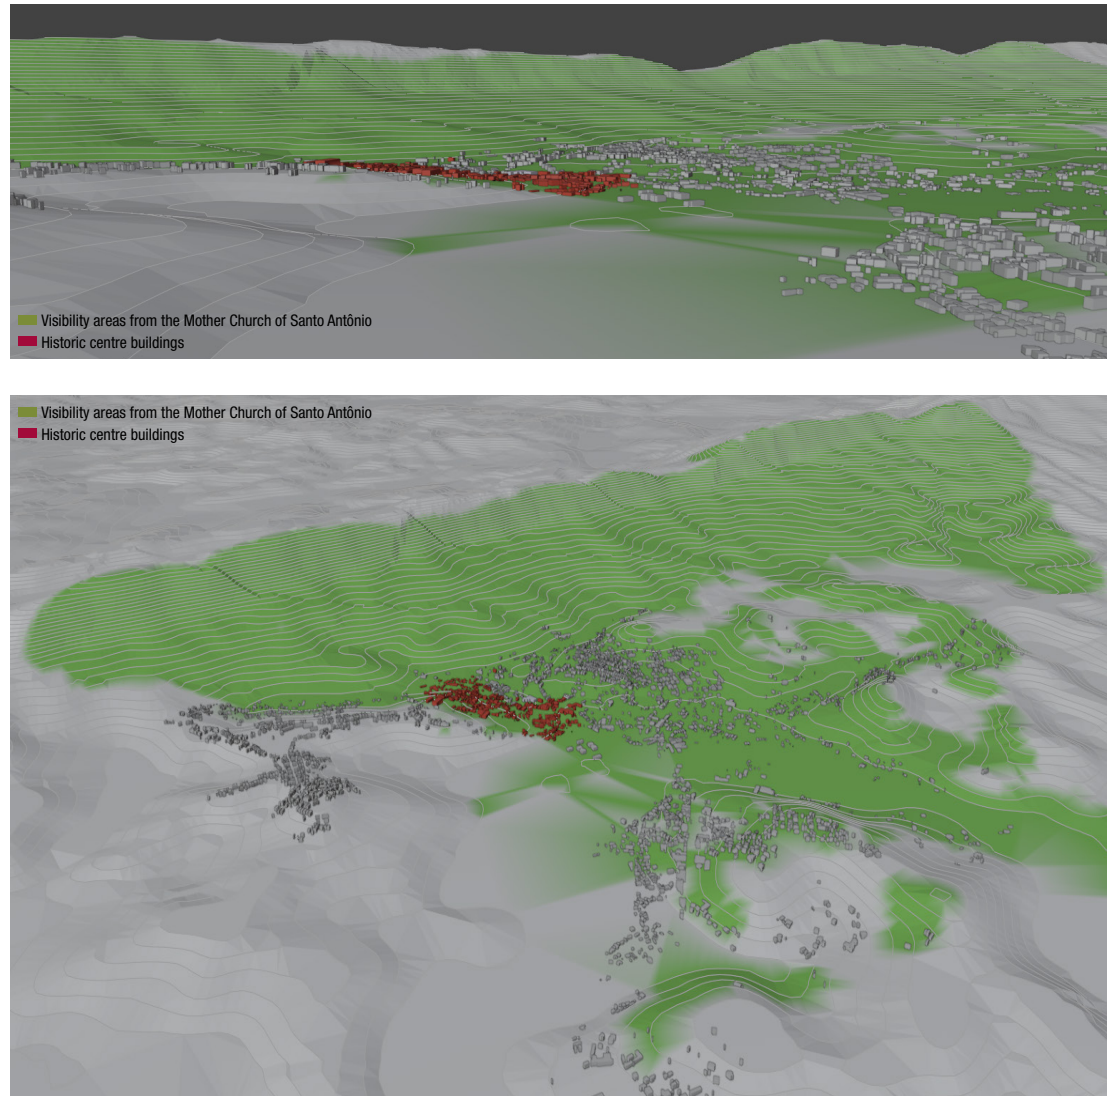 Visibility areas from the Mother Church of Santo Antônio
Historic centre buildings
Visibility areas from the Mother Church of Santo Antônio
Historic centre buildings